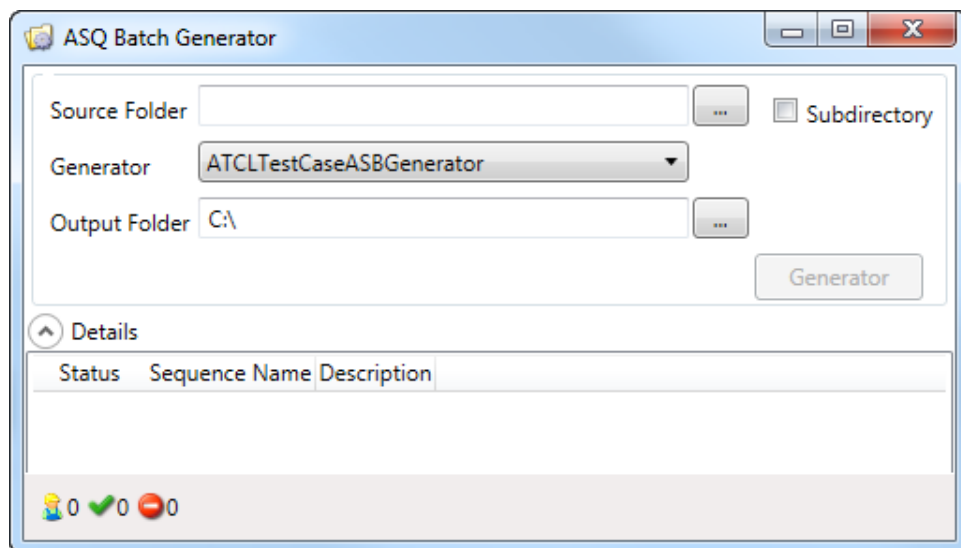 ASQ Batch Generator
Source Folder ... Subdirectory
Generator ATCLTestCaseASBGenerator
Output Folder C:\ ...
Generator
Details
Status Sequence Name Description
0 0 0